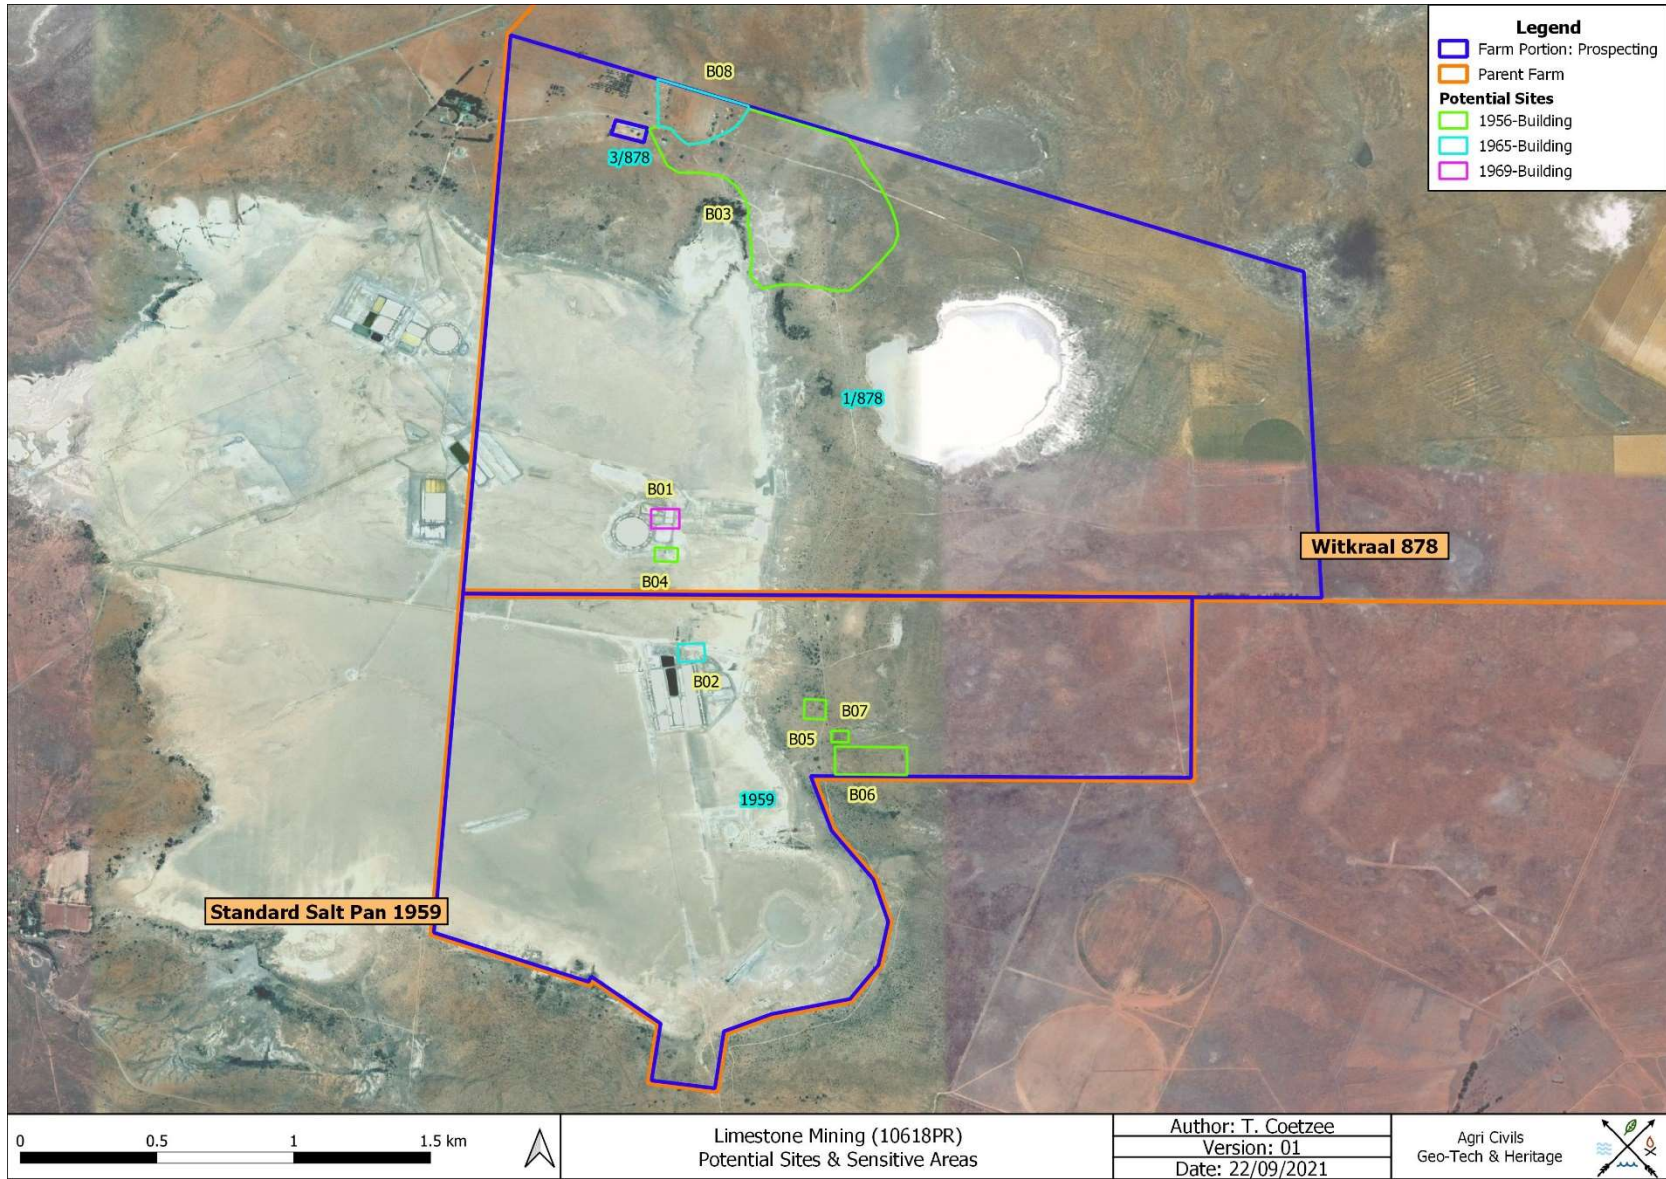 Legend
Farm Portion: Prospecting
Parent Farm
Potential Sites
1956-Building
1965-Building
1969-Building
B08
3/878
B03
1/878
B01
Witkraal 878
B04
B02
B07
B05
B06
1959
Standard Salt Pan 1959
0 0.5 1 1.5 km
Limestone Mining (10618PR)
Potential Sites & Sensitive Areas
Author: T. Coetzee
Version: 01
Date: 22/09/2021
Agri Civils
Geo-Tech & Heritage